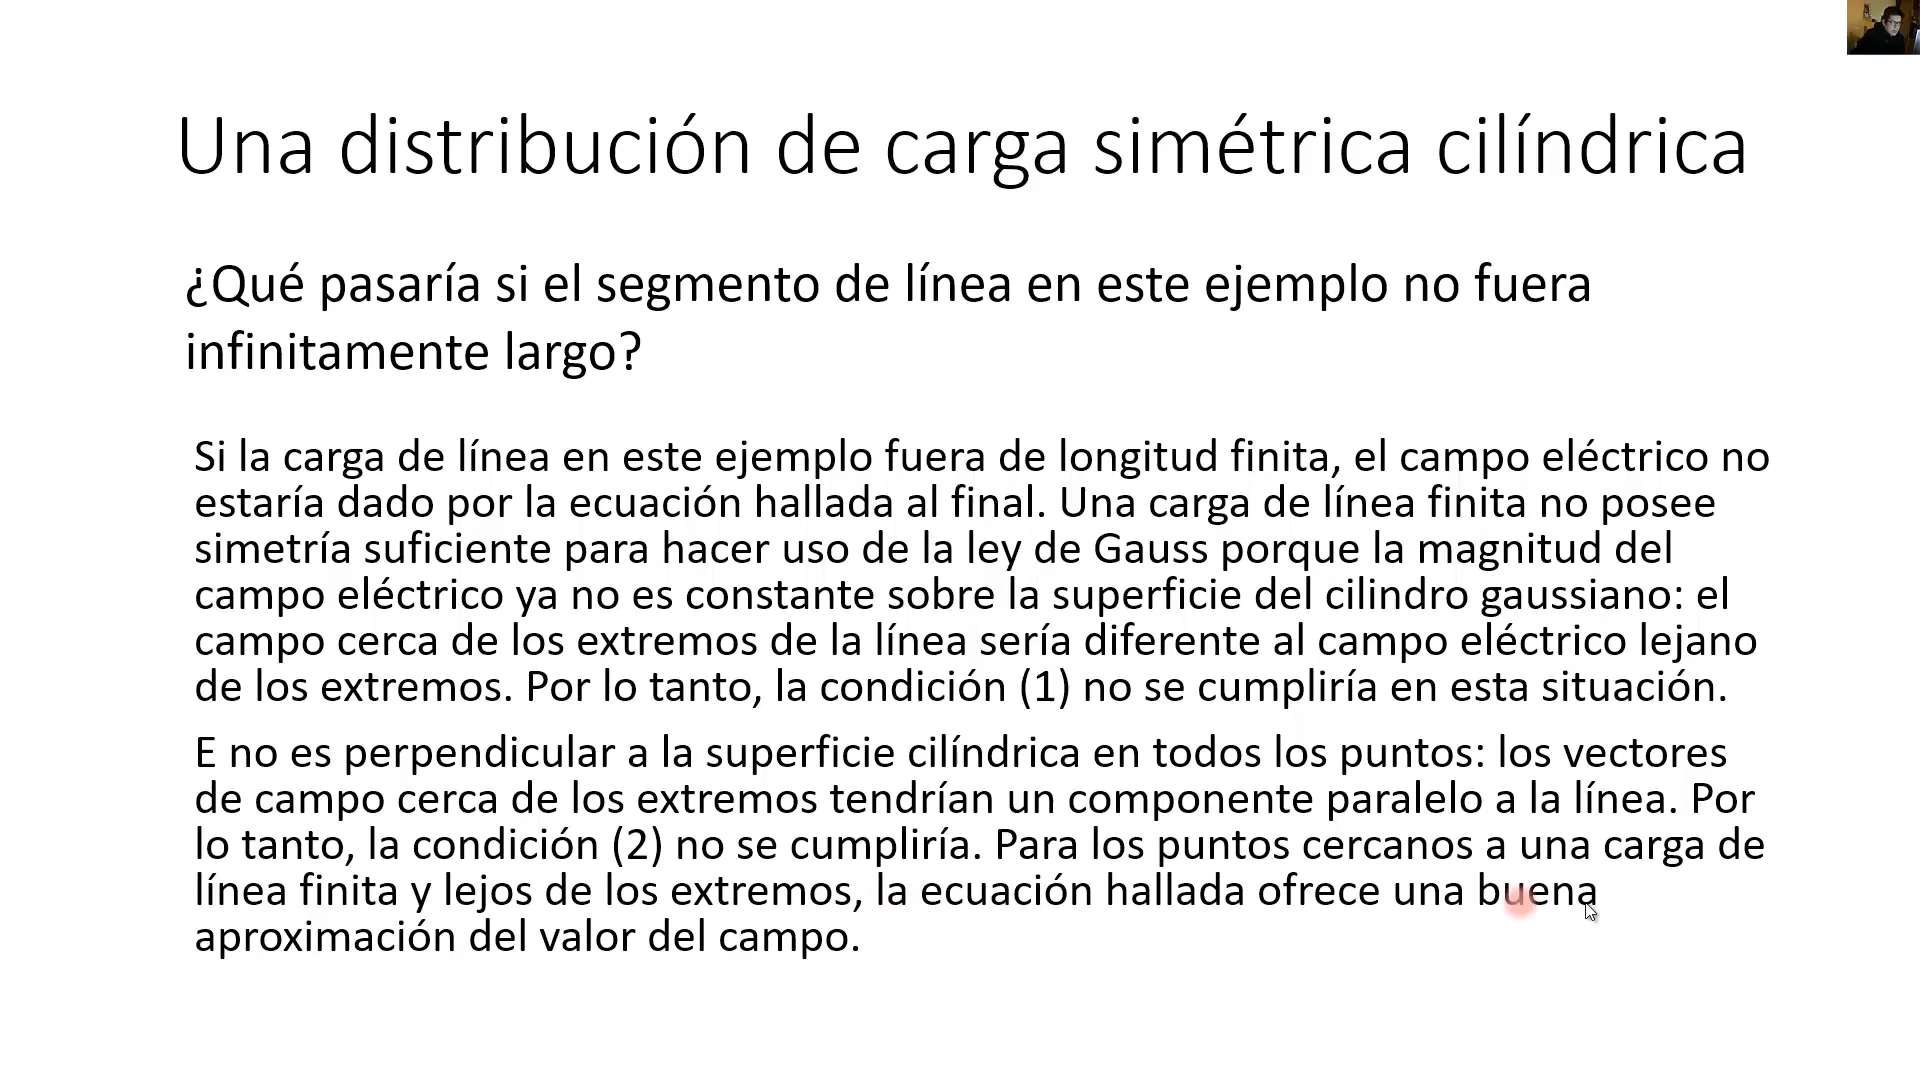 Una distribución de carga simétrica cilíndrica
¿Qué pasaría si el segmento de línea en este ejemplo no fuera
infinitamente largo?
Si la carga de línea en este ejemplo fuera de longitud finita, el campo eléctrico no
estaría dado por la ecuación hallada al final. Una carga de línea finita no posee
simetría suficiente para hacer uso de la ley de Gauss porque la magnitud del
campo eléctrico ya no es constante sobre la superficie del cilindro gaussiano: el
campo cerca de los extremos de la línea sería diferente al campo eléctrico lejano
de los extremos. Por lo tanto, la condición (1) no se cumpliría en esta situación.
E no es perpendicular a la superficie cilíndrica en todos los puntos: los vectores
de campo cerca de los extremos tendrían un componente paralelo a la línea. Por
lo tanto, la condición (2) no se cumpliría. Para los puntos cercanos a una carga de
línea finita y lejos de los extremos, la ecuación hallada ofrece una buena
aproximación del valor del campo.